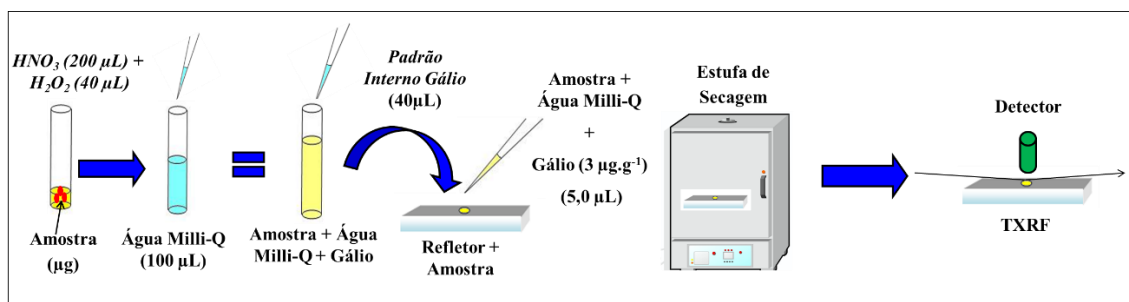 HNO3 (200 µL) +
H2O2 (40 µL)
Amostra
(µg)
Água Milli-Q
(100 µL)
Amostra + Água
Milli-Q + Gálio
Padrão
Interno Gálio
(40µL)
Refletor +
Amostra
Amostra +
Água Milli-Q
+
Gálio (3 µg.g-1)
(5,0 µL)
Estufa de
Secagem
Detector
TXRF